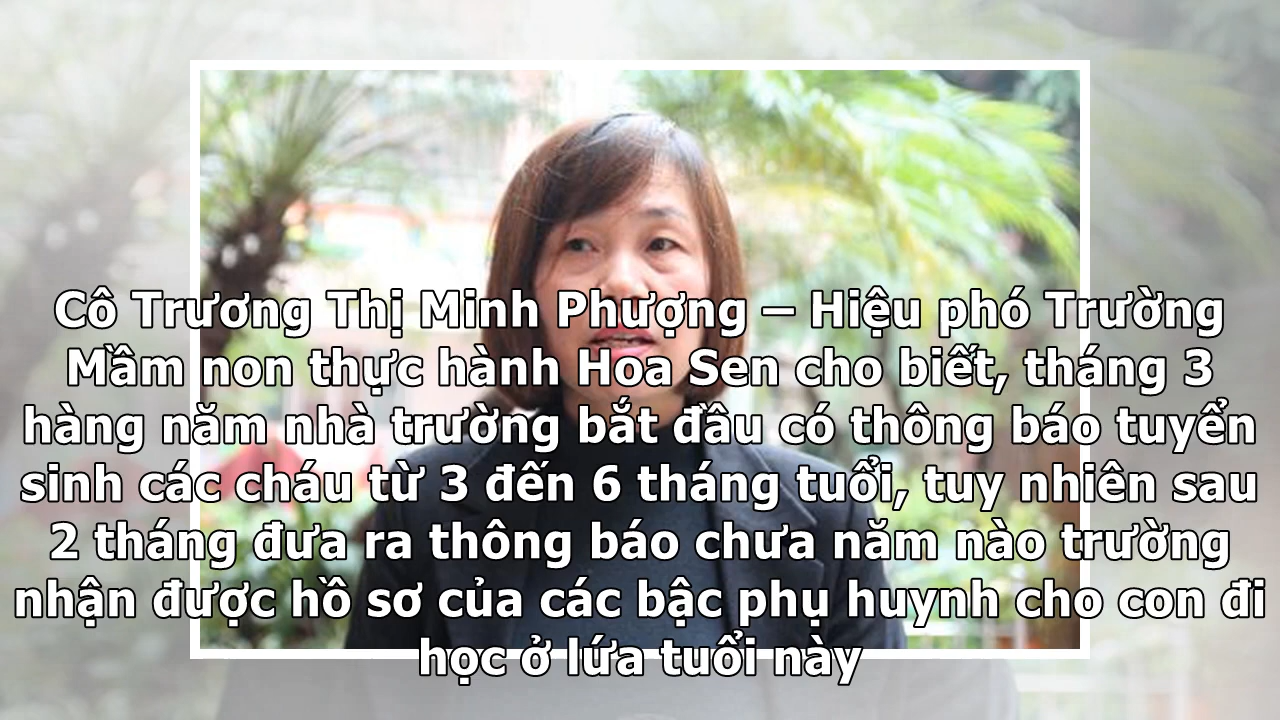 Cô Trương Thị Minh Phượng – Hiệu phó Trường
Mầm non thực hành Hoa Sen cho biết, tháng 3
hàng năm nhà trường bắt đầu có thông báo tuyển
sinh các cháu từ 3 đến 6 tháng tuổi, tuy nhiên sau
2 tháng đưa ra thông báo chưa năm nào trường
nhận được hồ sơ của các bậc phụ huynh cho con đi
học ở lứa tuổi này